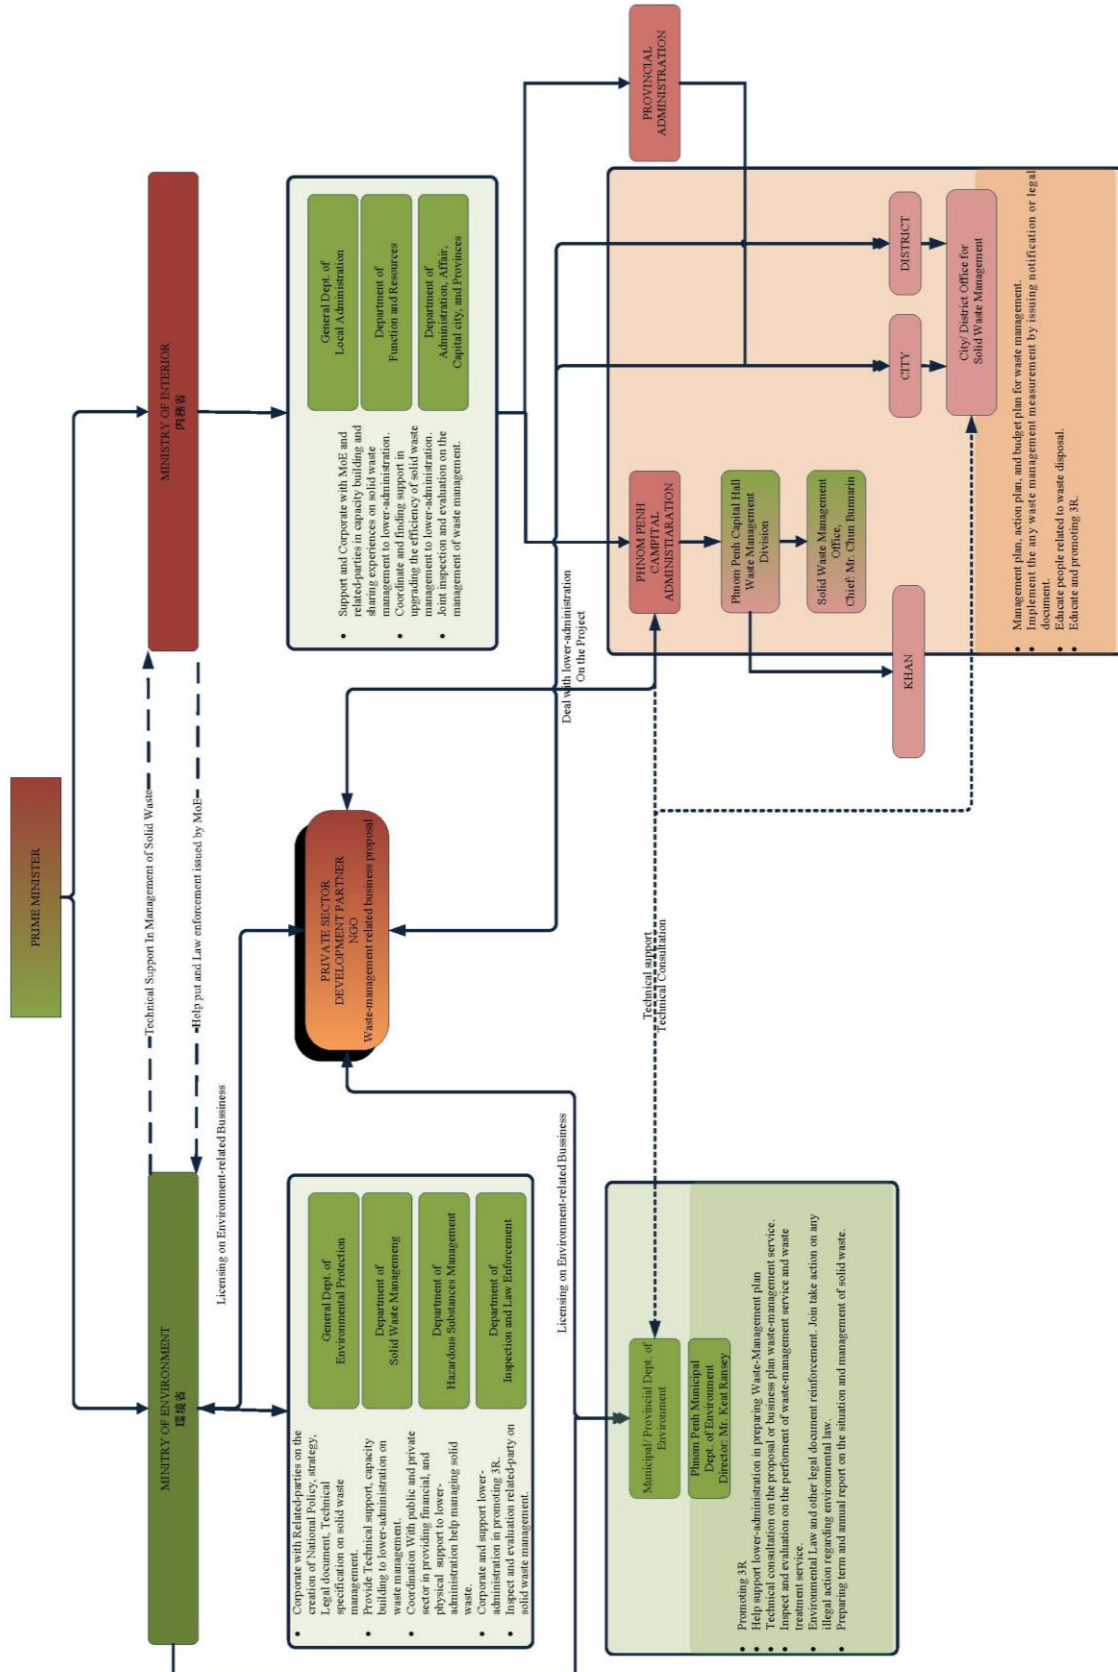 PRIME MINISTER
MINITRY OF ENVIRONMENT
環境省
Technical Support In Management of Solid Waste
Help put and Law enforcement issued by MoE
MINISTRY OF INTERIOR
内務省
Licensing on Environment-related Bussiness
• Corporate with Related-parties on the
creation of National Policy, strategy,
Legal document, Technical
specification on solid waste
management.
• Provide Technical support, capacity
building to lower-administration on
waste management.
• Coordination With public and private
sector in providing financial, and
physical support to lower-
administration help managing solid
waste.
• Corporate and support lower-
administration in promoting 3R.
• Inspect and evaluation related-party on
solid waste management.
General Dept. of
Environmental Protection
Department of
Solid Waste Managemeng
Department of
Hazardous Substances Management
Department of
Inspection and Law Enforcement
PRIVATE SECTOR
DEVELOPMENT PARTNER
NGO
Waste-management related business proposal
• Support and Corporate with MoE and
related-parties in capacity building and
sharing experiences on solid waste
management to lower-administration.
• Coordinate and finding support in
upgrading the efficiency of solid waste
management to lower-administration.
• Joint inspection and evaluation on the
management of waste management.
General Dept. of
Local Administration
Department of
Function and Resources
Department of
Administration, Affair,
Capital city, and Provinces
Licensing on Environment-related Bussiness
Deal with lower-administration
On the Project
Municipal/ Provincial Dept. of
Environment
Phnom Penh Municipal
Dept. of Environment
Director: Mr. Keat Ransey
• Promoting 3R
• Help support lower-administration in preparing Waste-Management plan
• Technical consultation on the proposal or business plan waste-management service.
• Inspect and evaluation on the performent of waste-management service and waste
treatment service.
• Environmental Law and other legal document reinforcement. Join take action on any
illegal action regarding environmental law.
• Preparing term and annual report on the situation and management of solid waste.
Technical support
Technical Consultation
PHNOM PENH
CAMPITAL
ADMINISTIARATION
Phnom Penh Capital Hall
Waste Management
Division
Solid Waste Management
Office,
Chief: Mr. Chun Bunnarin
KHAN
PROVINCIAL
ADMINISTRATION
CITY
DISTRICT
City/ District Office for
Solid Waste Management
• Management plan, action plan, and budget plan for waste management.
• Implement the any waste management measurement by issuing notification or legal
document.
• Educate people related to waste disposal.
• Educate and promoting 3R.